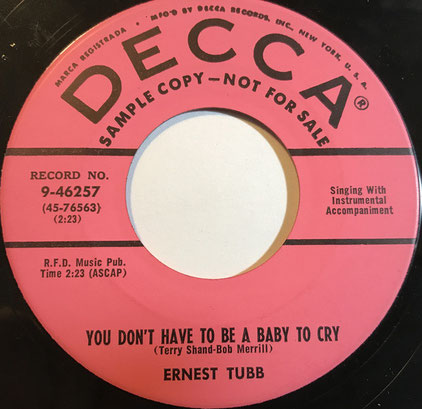 MARCA REGISTRADA • MFO'D BY DECCA RECORDS, INC., NEW YORK, U. S. A.
DECCA®
SAMPLE COPY—NOT FOR SALE
RECORD NO.
9-46257
(45-76563)
(2:23)
Singing With
Instrumental
Accompaniment
R.F.D. Music Pub.
Time 2:23 (ASCAP)
YOU DON'T HAVE TO BE A BABY TO CRY
(Terry Shand-Bob Merrill)
ERNEST TUBB